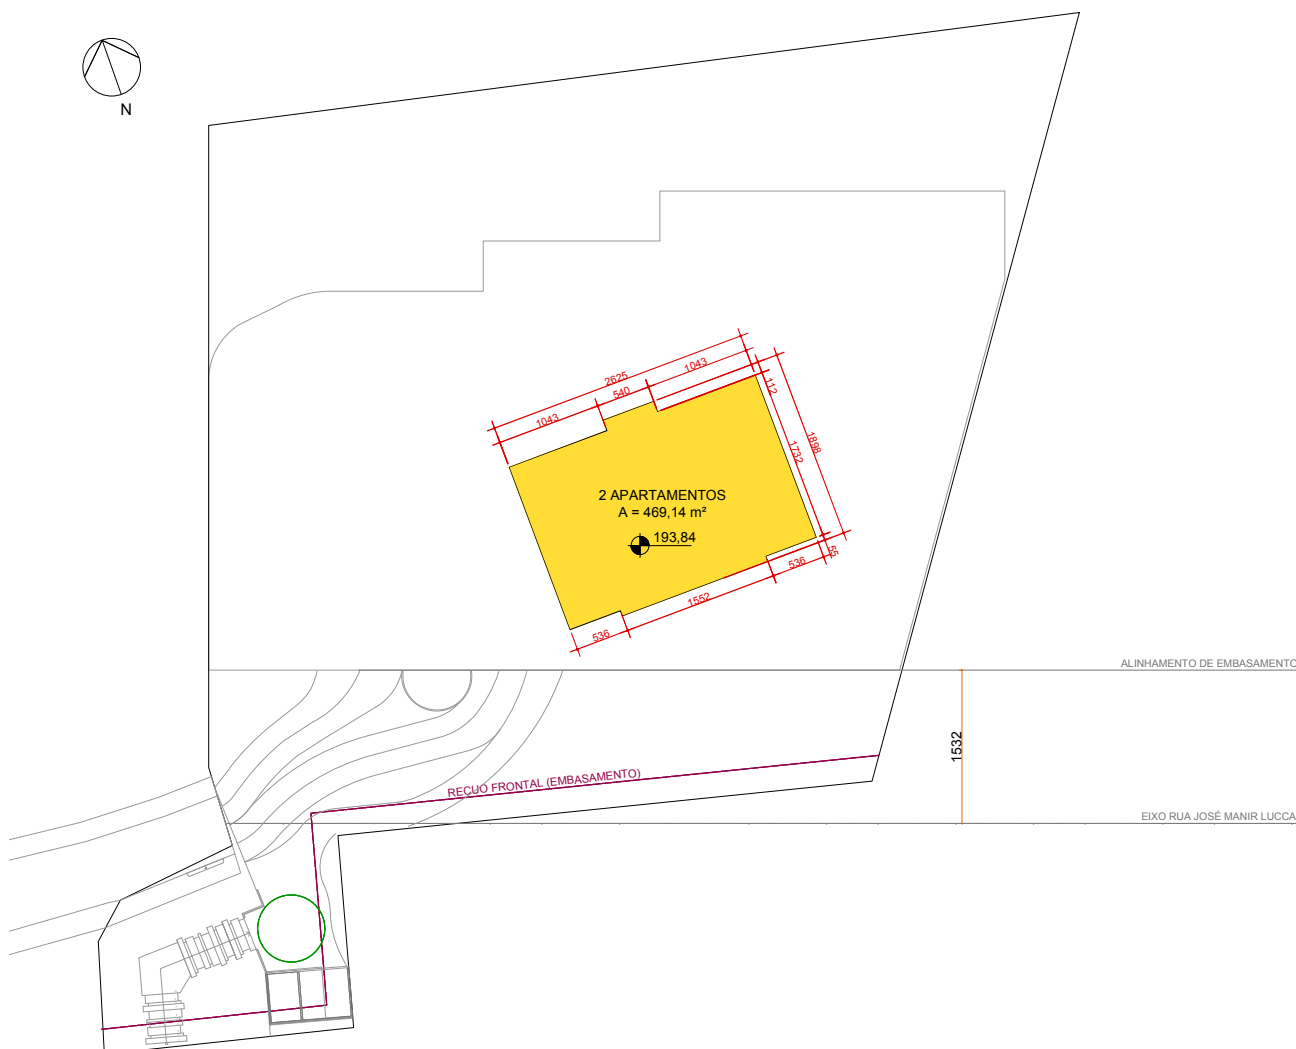 N
2625
1043
540
1043
112
1898
1732
2 APARTAMENTOS
A = 469,14 m²
193,84
55
536
1552
536
ALINHAMENTO DE EMBASAMENTO
1532
RECUO FRONTAL (EMBASAMENTO)
EIXO RUA JOSÉ MANIR LUCCA